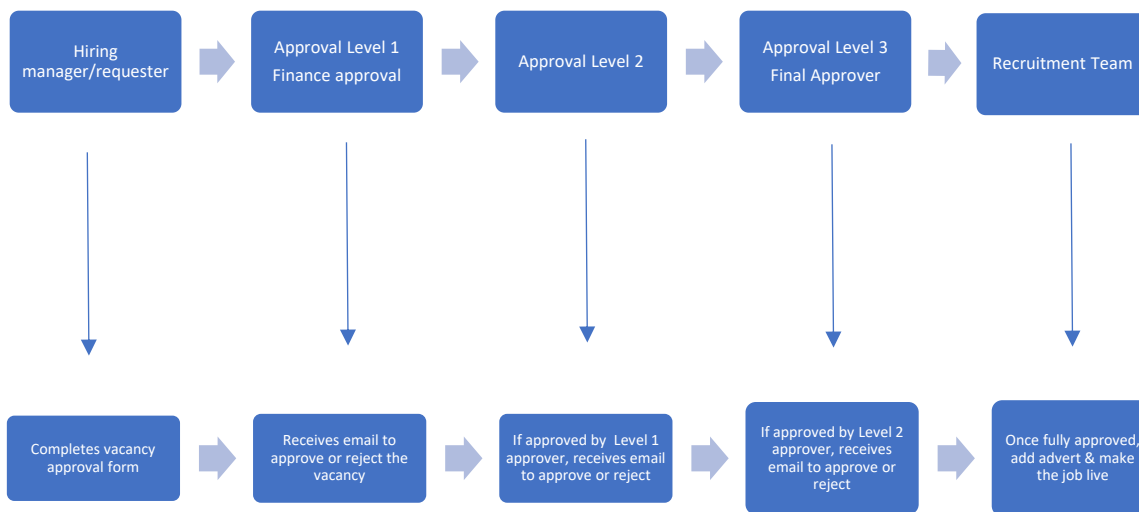 Hiring
manager/requester
Approval Level 1
Finance approval
Approval Level 2
Approval Level 3
Final Approver
Recruitment Team
Completes vacancy
approval form
Receives email to
approve or reject the
vacancy
If approved by Level 1
approver, receives email
to approve or reject
If approved by Level 2
approver, receives
email to approve or
reject
Once fully approved,
add advert & make
the job live